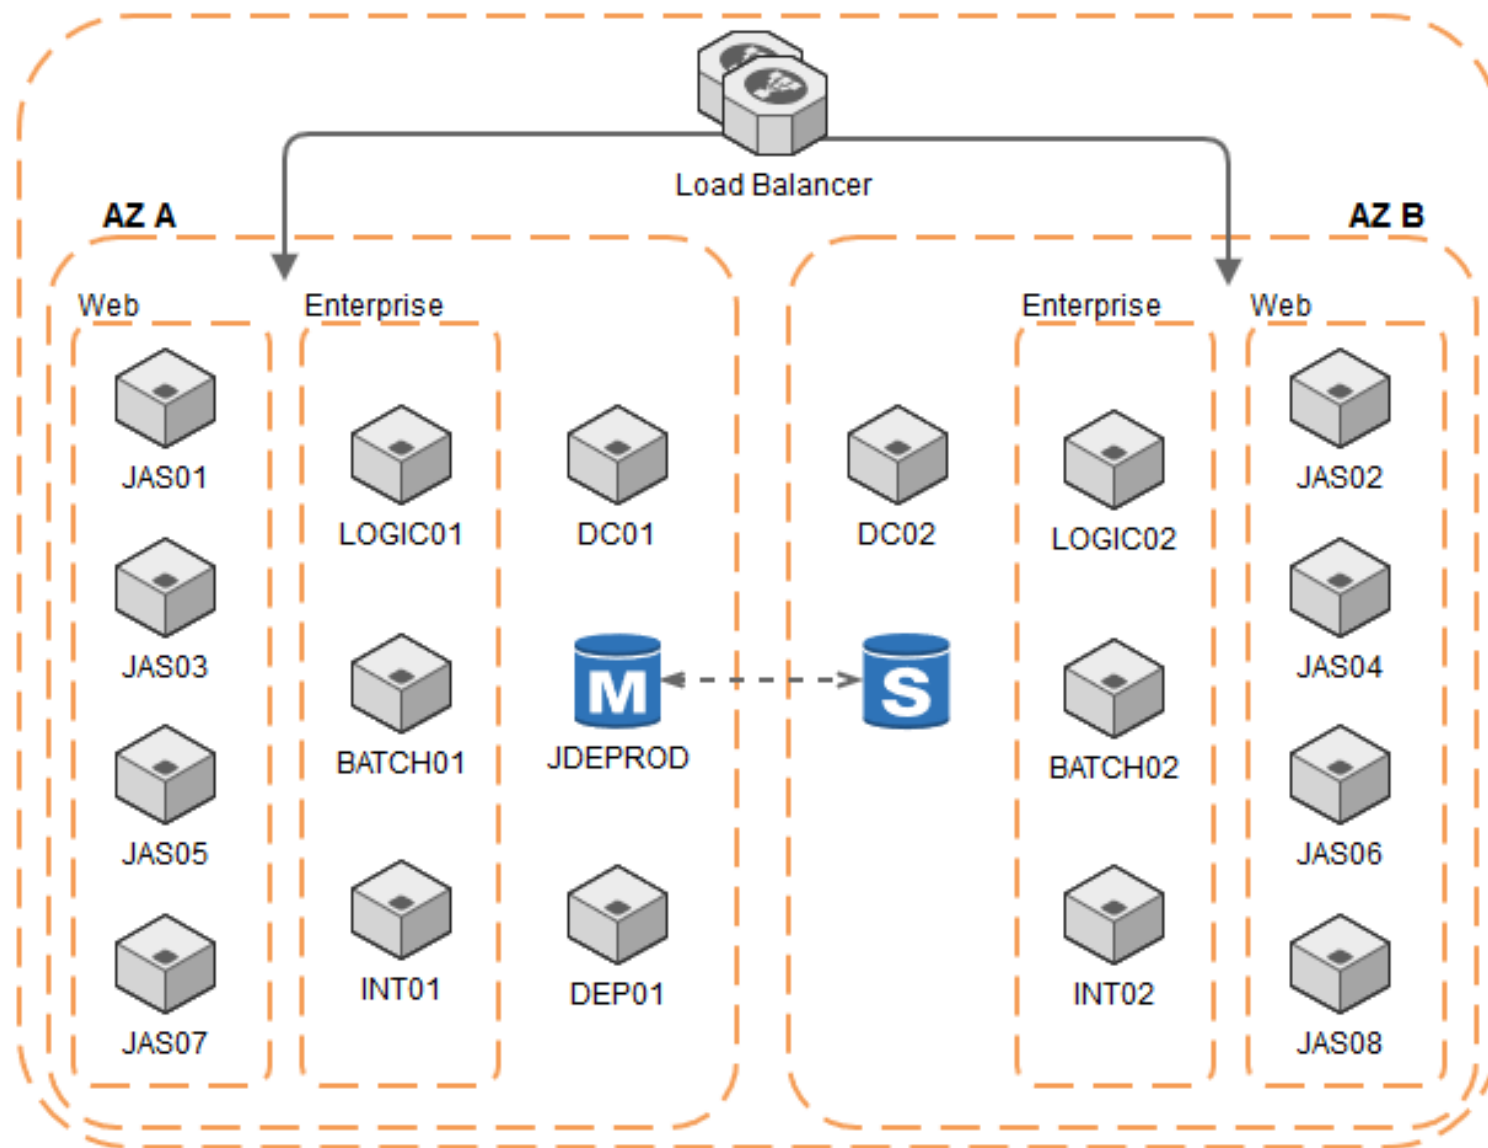 Load Balancer
AZ A
AZ B
Web
Enterprise
Enterprise
Web
JAS01
JAS02
LOGIC01
DC01
DC02
LOGIC02
JAS03
JAS04
M
S
BATCH01
JDEPROD
BATCH02
JAS05
JAS06
INT01
DEP01
INT02
JAS07
JAS08